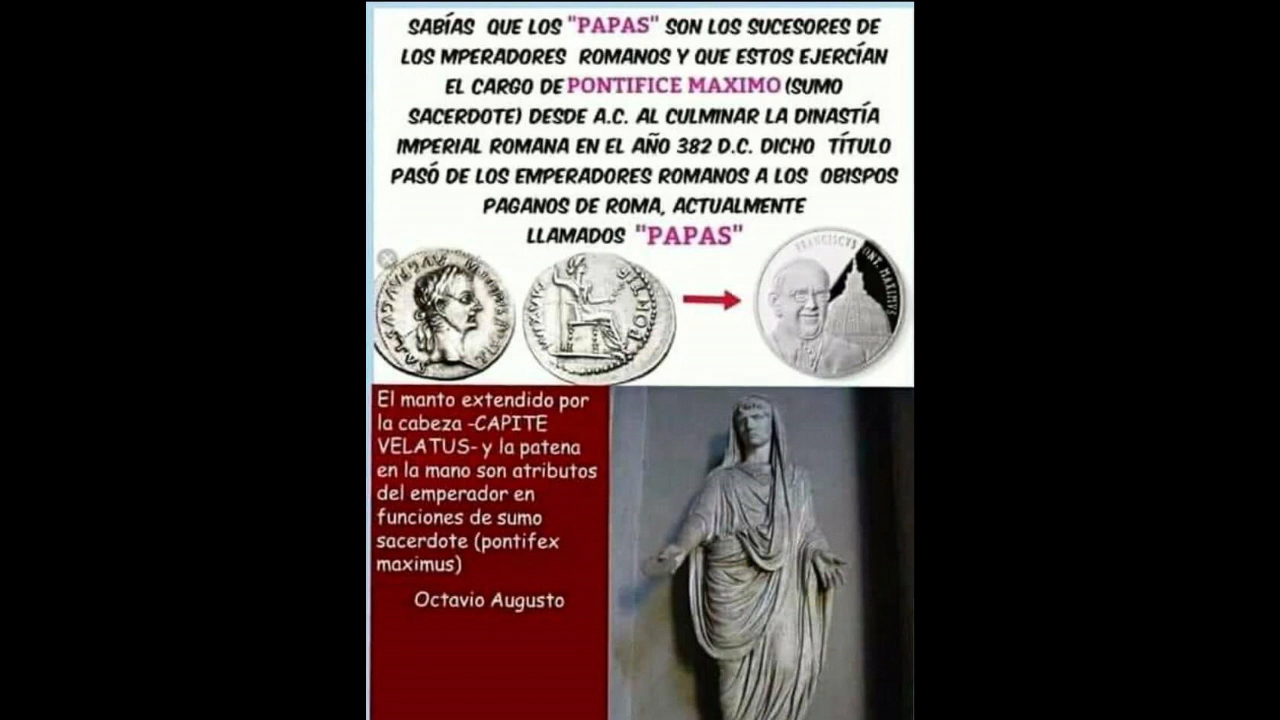 SABÍAS QUE LOS "PAPAS" SON LOS SUCESORES DE
LOS MPERADORES ROMANOS Y QUE ESTOS EJERCÍAN
EL CARGO DE PONTIFICE MAXIMO (SUMO
SACERDOTE) DESDE A.C. AL CULMINAR LA DINASTÍA
IMPERIAL ROMANA EN EL AÑO 382 D.C. DICHO TÍTULO
PASÓ DE LOS EMPERADORES ROMANOS A LOS OBISPOS
PAGANOS DE ROMA, ACTUALMENTE
LLAMADOS "PAPAS"
PONTIF MAXIM
FRANCISCVS PONT. MAXIMVS
El manto extendido por
la cabeza -CAPITE
VELATUS- y la patena
en la mano son atributos
del emperador en
funciones de sumo
sacerdote (pontifex
maximus)
Octavio Augusto